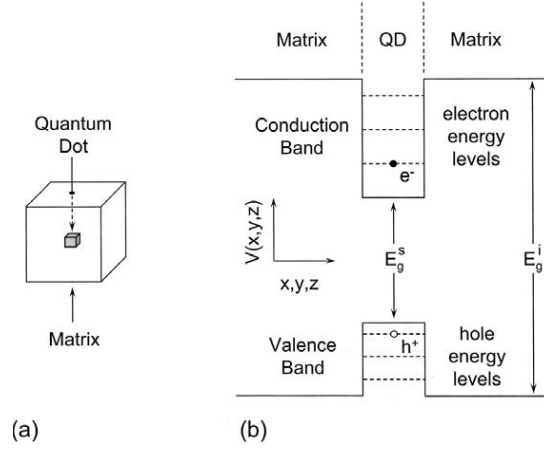 Quantum
Dot
Matrix
(a)
Matrix
QD
Matrix
Conduction
Band
electron
energy
levels
e-
V(x,y,z)
x,y,z
E_g^s
E_g^i
Valence
Band
h+
hole
energy
levels
(b)